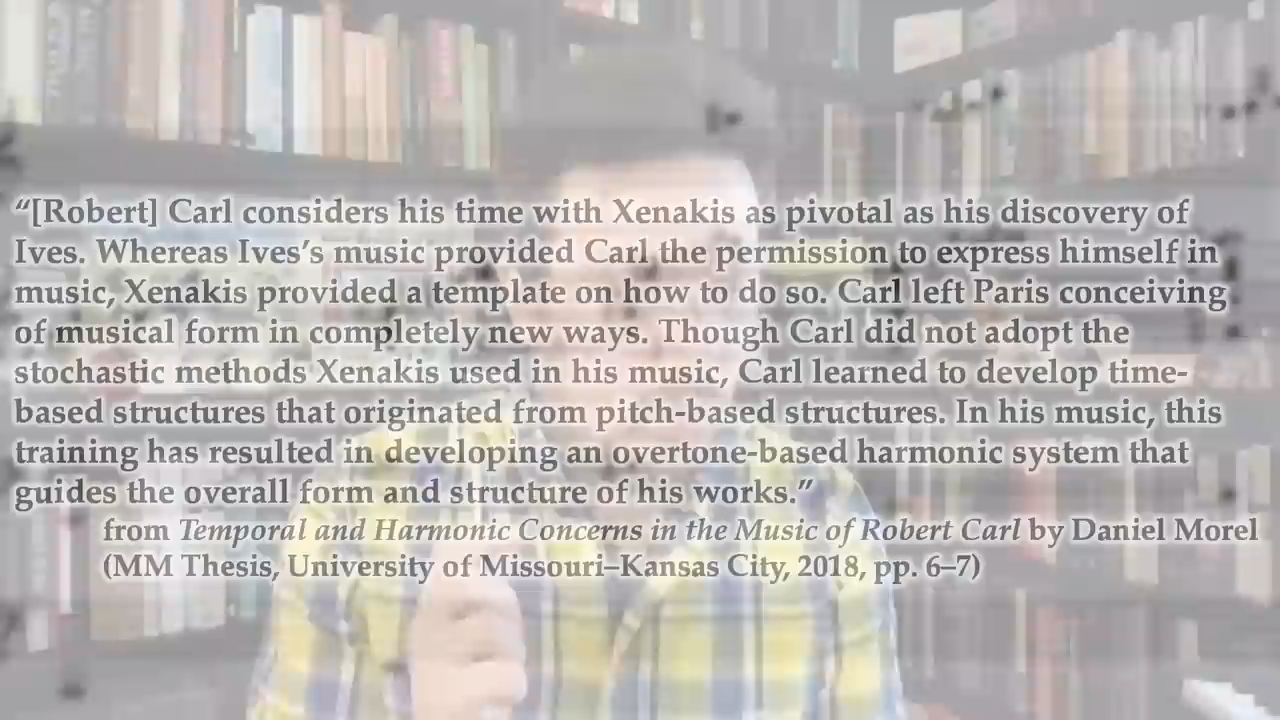 “[Robert] Carl considers his time with Xenakis as pivotal as his discovery of
Ives. Whereas Ives’s music provided Carl the permission to express himself in
music, Xenakis provided a template on how to do so. Carl left Paris conceiving
of musical form in completely new ways. Though Carl did not adopt the
stochastic methods Xenakis used in his music, Carl learned to develop time-
based structures that originated from pitch-based structures. In his music, this
training has resulted in developing an overtone-based harmonic system that
guides the overall form and structure of his works.”
from Temporal and Harmonic Concerns in the Music of Robert Carl by Daniel Morel
(MM Thesis, University of Missouri–Kansas City, 2018, pp. 6–7)